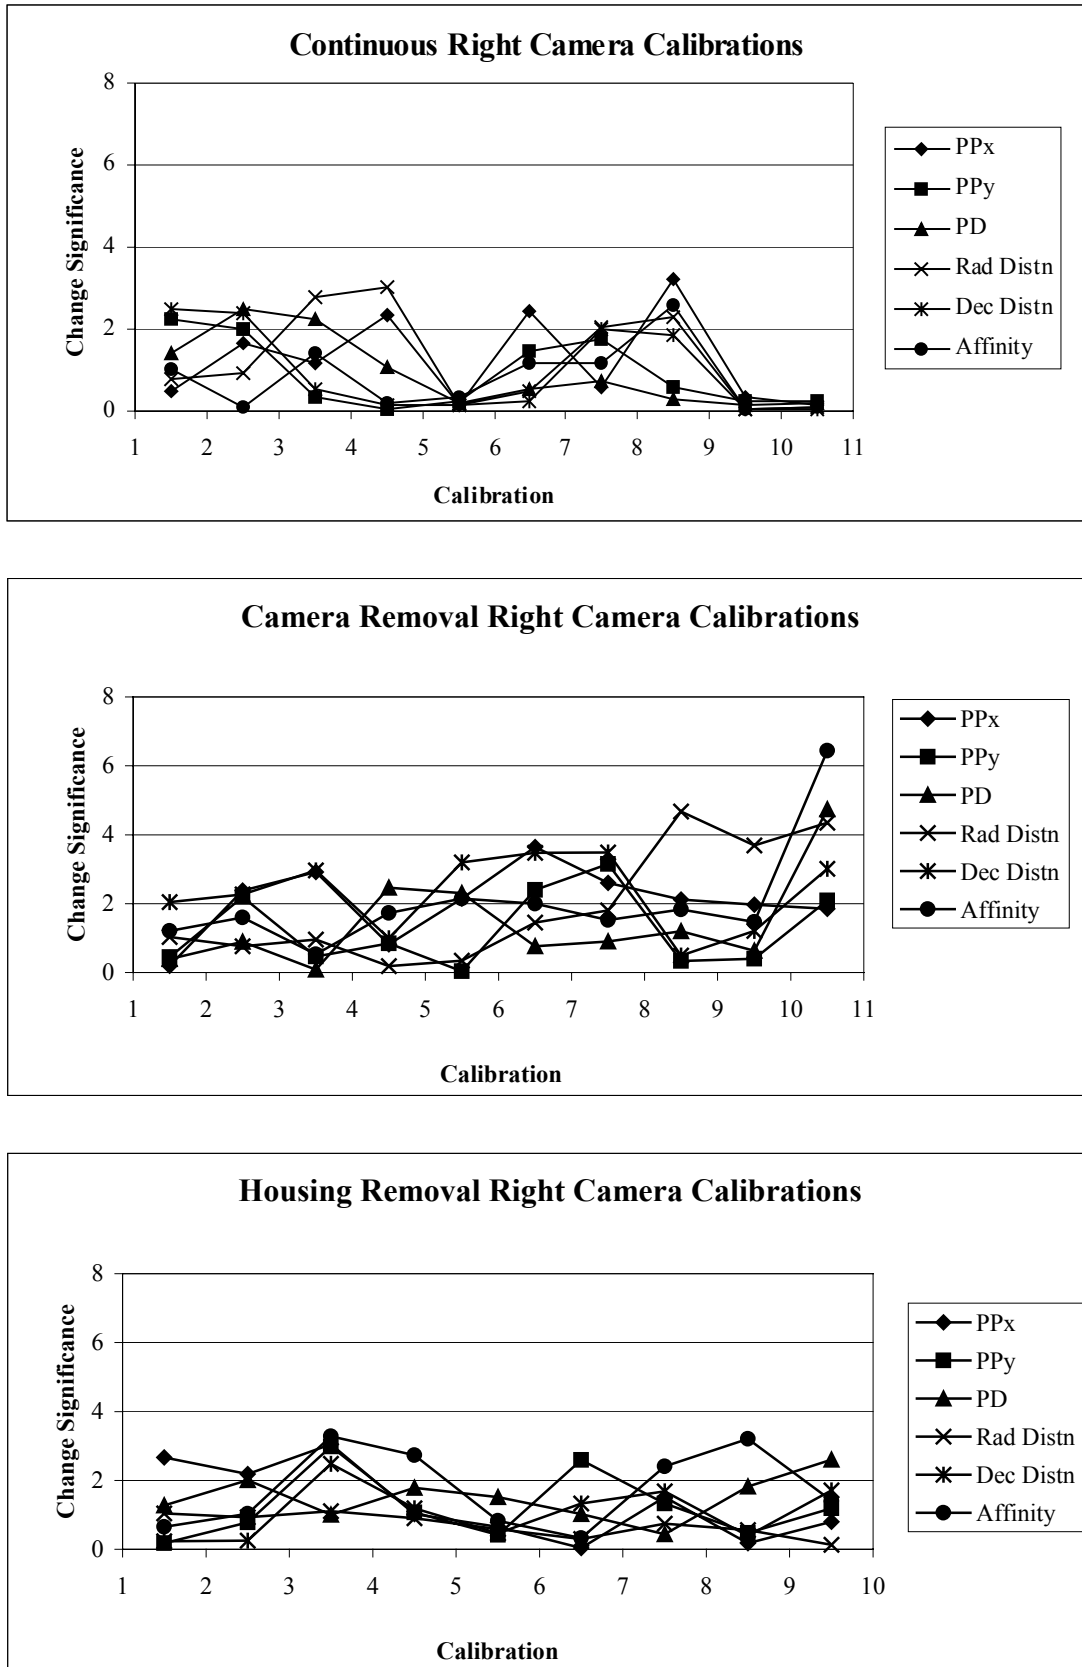 Continuous Right Camera Calibrations
8
6
4
2
0
1 2 3 4 5 6 7 8 9 10 11
Change Significance
Calibration
PPx
PPy
PD
Rad Distn
Dec Distn
Affinity
Camera Removal Right Camera Calibrations
8
6
4
2
0
1 2 3 4 5 6 7 8 9 10 11
Change Significance
Calibration
PPx
PPy
PD
Rad Distn
Dec Distn
Affinity
Housing Removal Right Camera Calibrations
8
6
4
2
0
1 2 3 4 5 6 7 8 9 10
Change Significance
Calibration
PPx
PPy
PD
Rad Distn
Dec Distn
Affinity